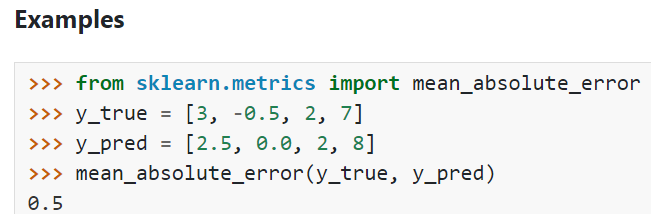 Examples
>>> from sklearn.metrics import mean_absolute_error
>>> y_true = [3, -0.5, 2, 7]
>>> y_pred = [2.5, 0.0, 2, 8]
>>> mean_absolute_error(y_true, y_pred)
0.5